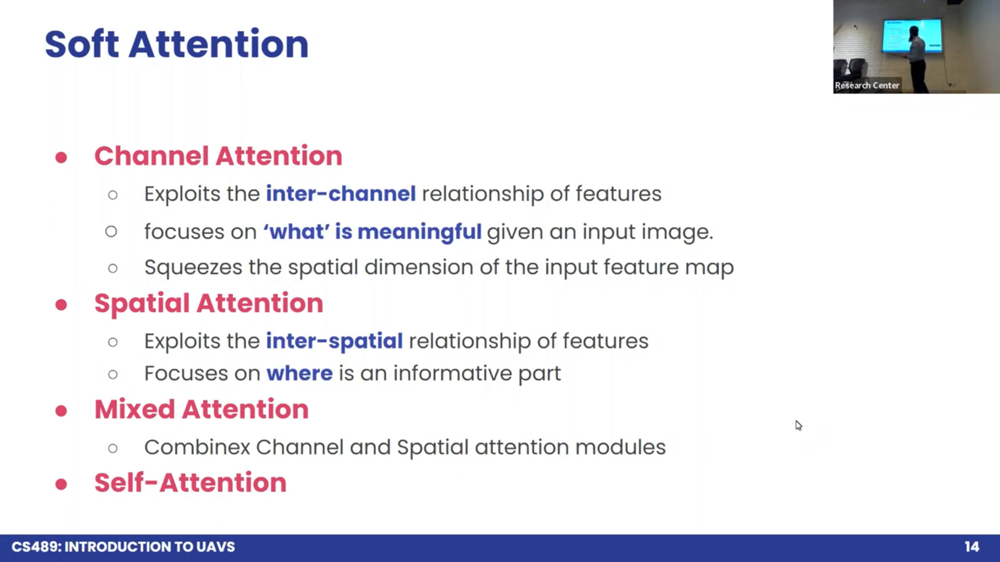 Soft Attention
Research Center
● Channel Attention
○ Exploits the inter-channel relationship of features
○ focuses on ‘what’ is meaningful given an input image.
○ Squeezes the spatial dimension of the input feature map
● Spatial Attention
○ Exploits the inter-spatial relationship of features
○ Focuses on where is an informative part
● Mixed Attention
○ Combinex Channel and Spatial attention modules
● Self-Attention
CS489: INTRODUCTION TO UAVS
14